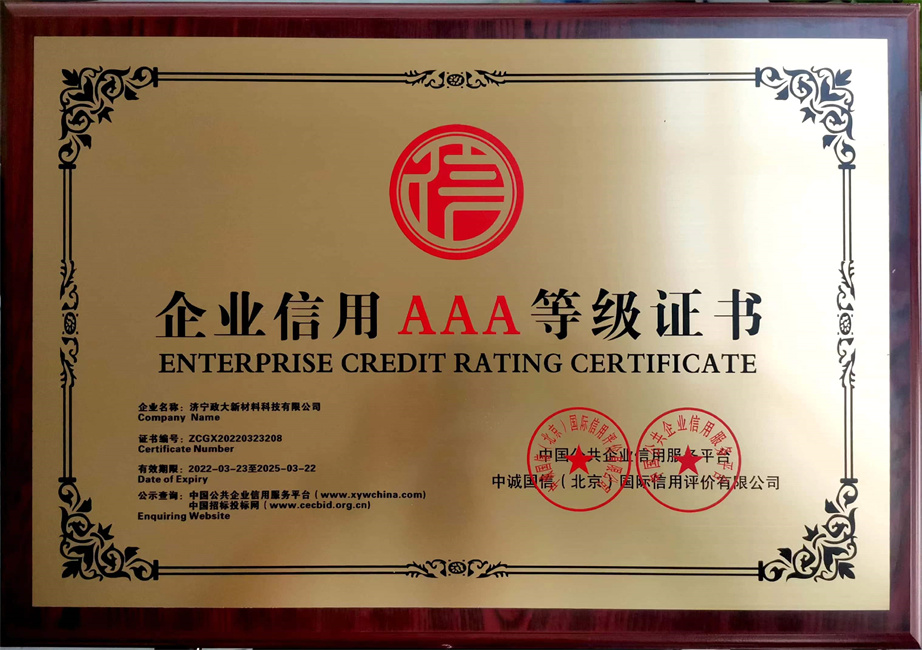 信
企业信用AAA等级证书
ENTERPRISE CREDIT RATING CERTIFICATE
企业名称：济宁政大新材料科技有限公司
Company Name
证书编号：ZCGX20220323208
Certificate Number
有效期限：2022-03-23至2025-03-22
Date of Expiry
公示查询：中国公共企业信用服务平台（www.xywchina.com）
中国招标投标网（www.cecbid.org.cn）
Enquiring Website
中国公共企业信用服务平台
中诚国信（北京）国际信用评价有限公司